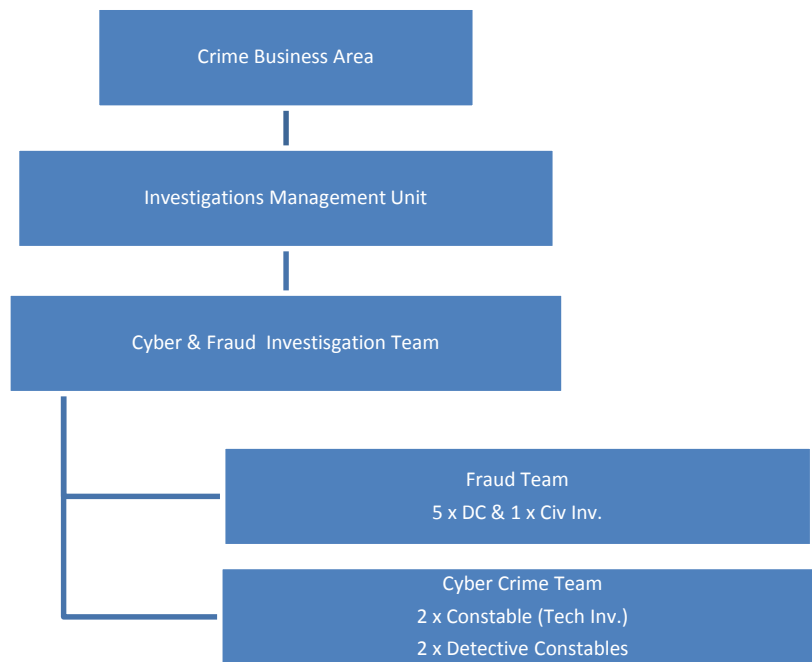 Crime Business Area
Investigations Management Unit
Cyber & Fraud  Investisgation Team
Fraud Team
5 x DC & 1 x Civ Inv.
Cyber Crime Team
2 x Constable (Tech Inv.)
2 x Detective Constables